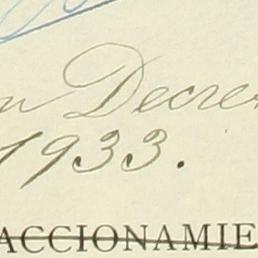 en Decre
1933.
ACCIONAMIE